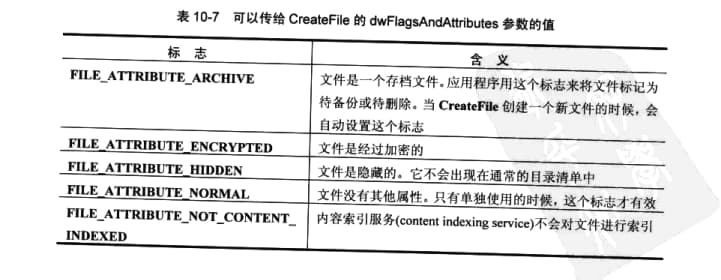 表 10-7 可以传给 CreateFile 的 dwFlagsAndAttributes 参数的值
标 志 含 义
FILE_ATTRIBUTE_ARCHIVE 文件是一个存档文件。应用程序用这个标志来将文件标记为
待备份或待删除。当 CreateFile 创建一个新文件的时候，会
自动设置这个标志
FILE_ATTRIBUTE_ENCRYPTED 文件是经过加密的
FILE_ATTRIBUTE_HIDDEN 文件是隐藏的。它不会出现在通常的目录清单中
FILE_ATTRIBUTE_NORMAL 文件没有其他属性。只有单独使用的时候，这个标志才有效
FILE_ATTRIBUTE_NOT_CONTENT_ 内容索引服务(content indexing service)不会对文件进行索引
INDEXED